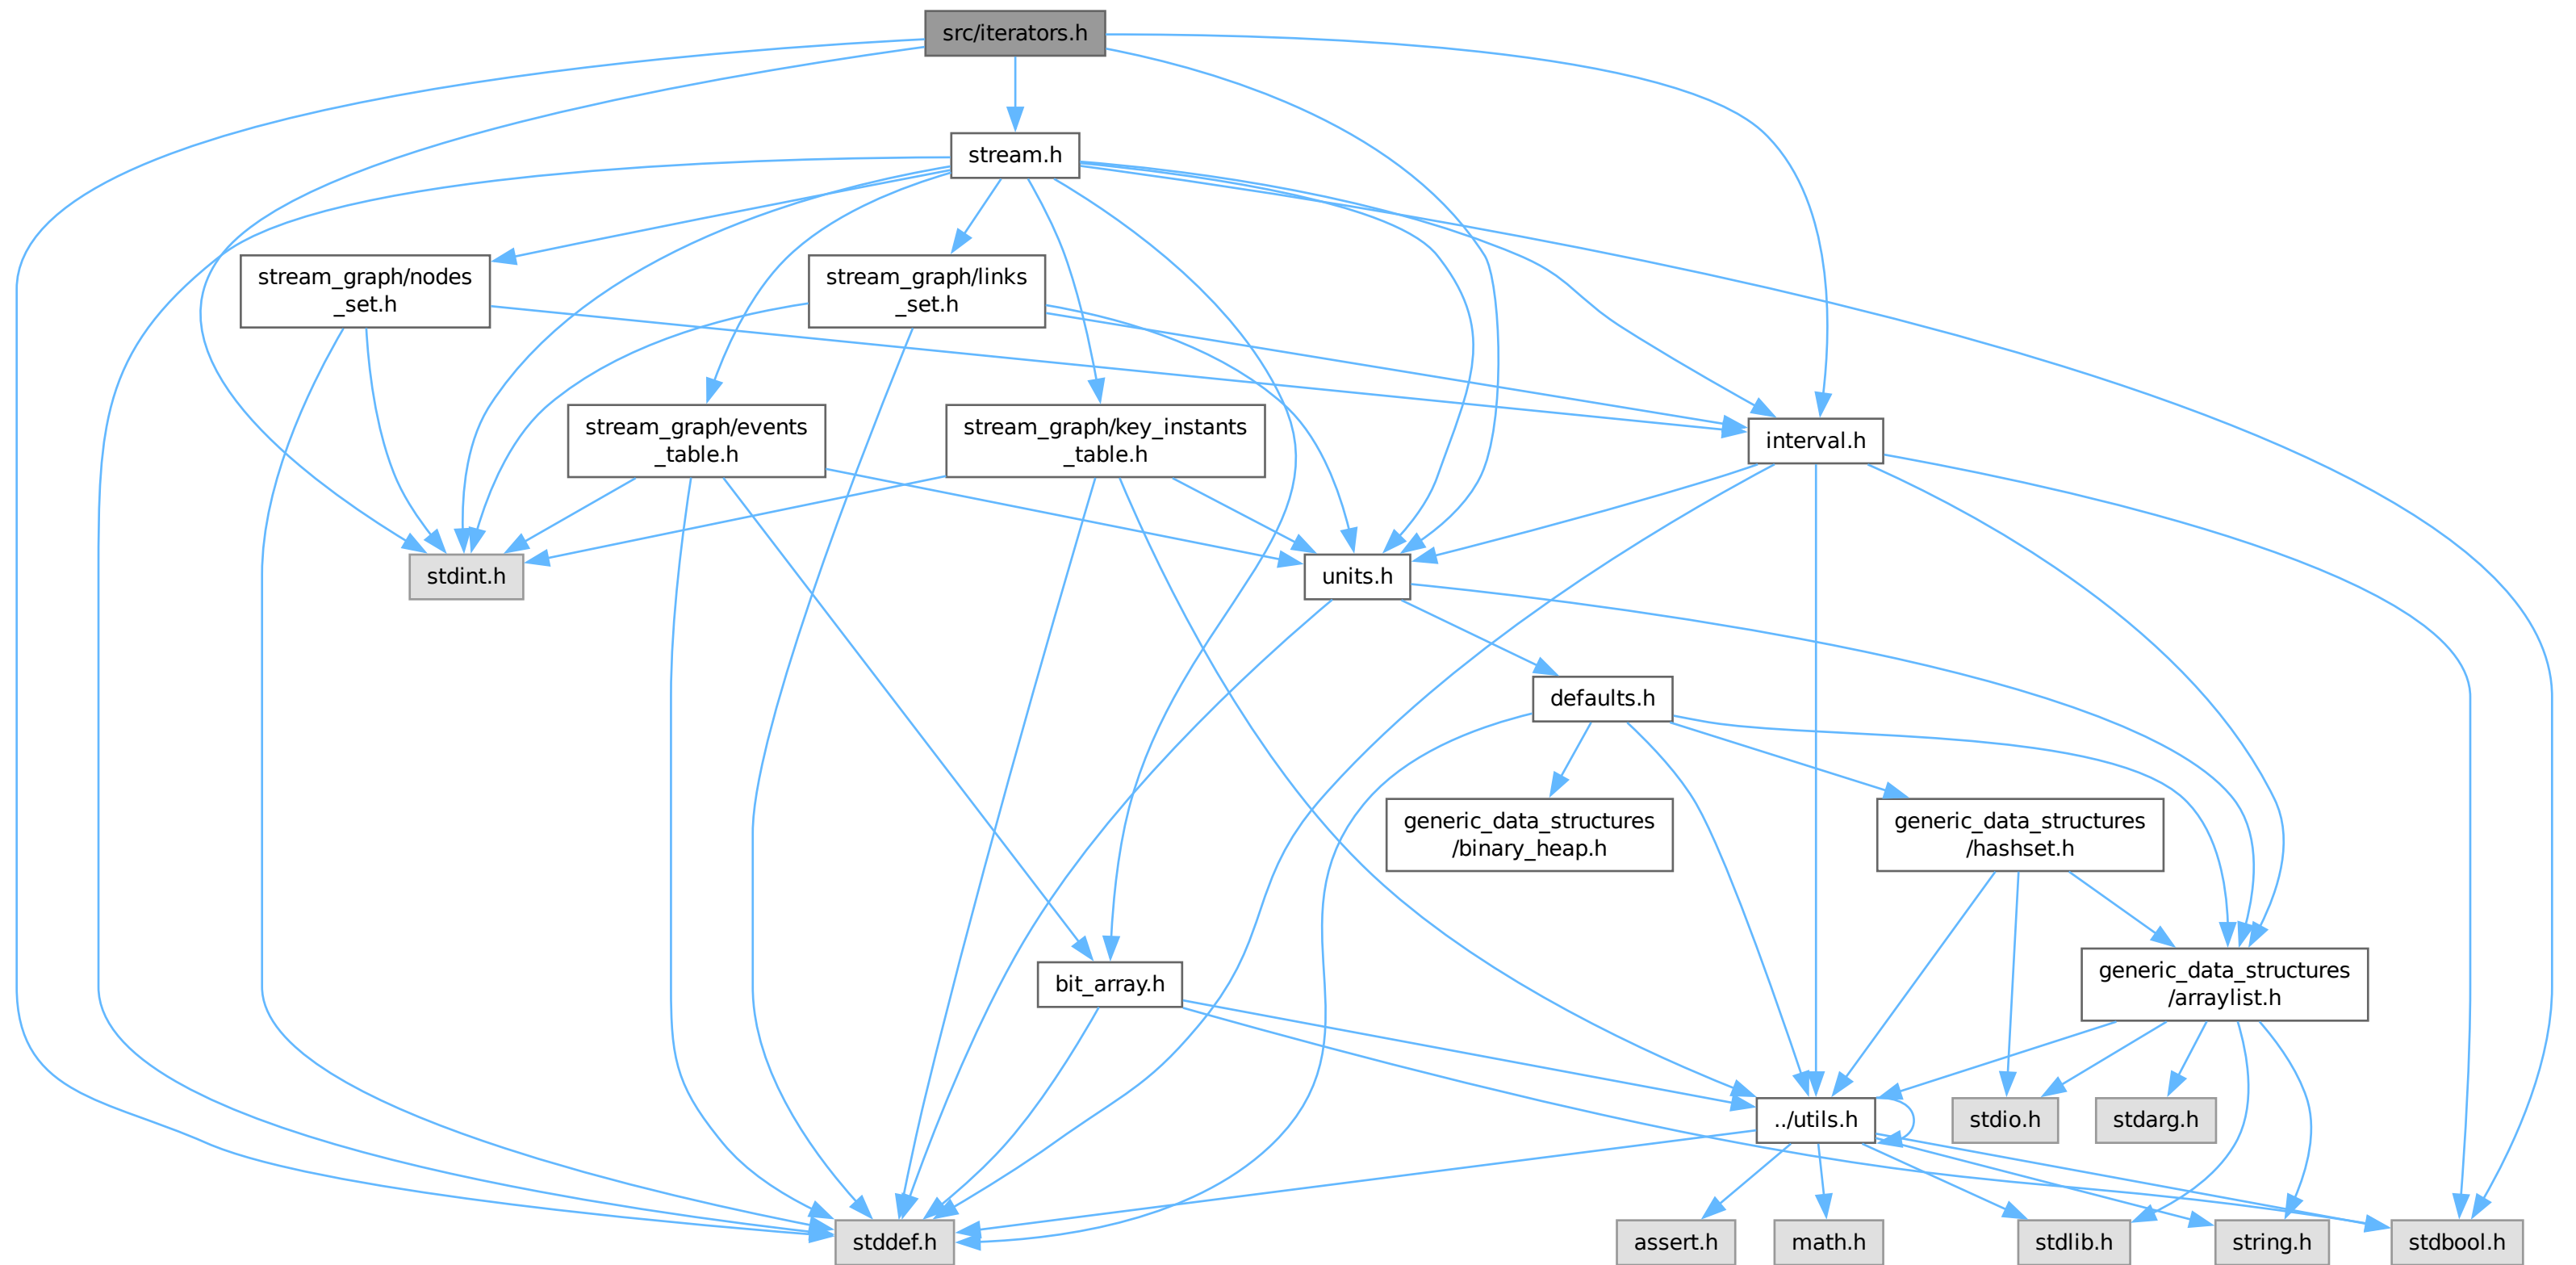 src/iterators.h
stream.h
stream_graph/nodes
_set.h
stream_graph/links
_set.h
stream_graph/events
_table.h
stream_graph/key_instants
_table.h
interval.h
stdint.h
units.h
defaults.h
generic_data_structures
/binary_heap.h
generic_data_structures
/hashset.h
bit_array.h
generic_data_structures
/arraylist.h
../utils.h
stdio.h
stdarg.h
stddef.h
assert.h
math.h
stdlib.h
string.h
stdbool.h